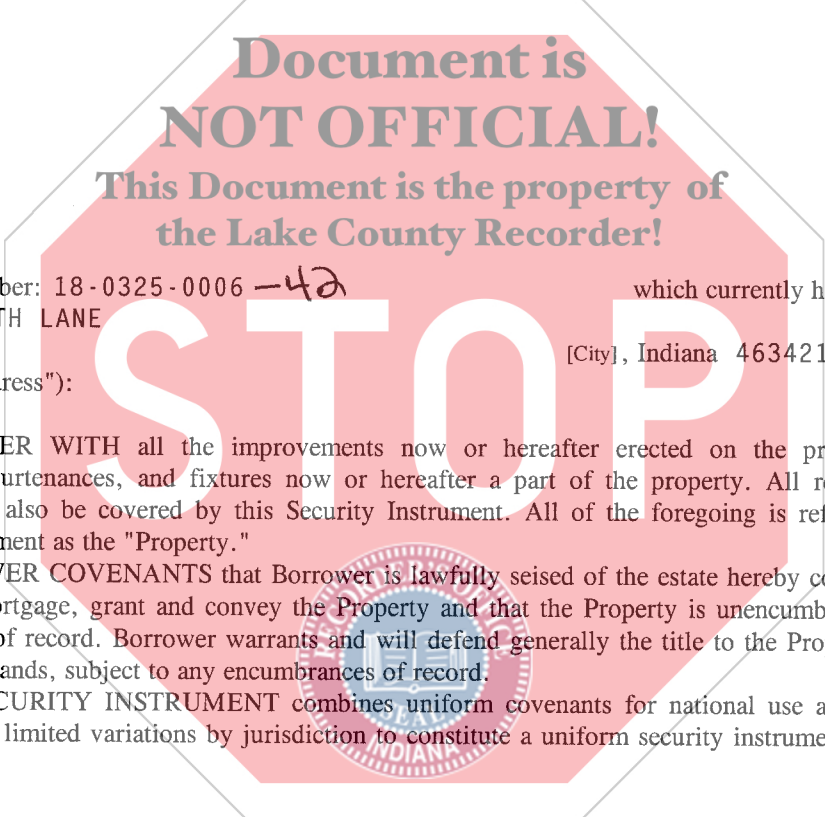 Document is
NOT OFFICIAL!
This Document is the property of
the Lake County Recorder!
ber: 18-0325-0006 -42 which currently h
TH LANE
[City], Indiana 463421
ress"):
STOP
ER WITH all the improvements now or hereafter erected on the pr
urtenances, and fixtures now or hereafter a part of the property. All r
also be covered by this Security Instrument. All of the foregoing is ref
ment as the "Property."
VER COVENANTS that Borrower is lawfully seised of the estate hereby c
rtgage, grant and convey the Property and that the Property is unencumb
of record. Borrower warrants and will defend generally the title to the Pro
ands, subject to any encumbrances of record.
CURITY INSTRUMENT combines uniform covenants for national use a
limited variations by jurisdiction to constitute a uniform security instrume
RECORDER'S OFFICE
SEAL
INDIANA